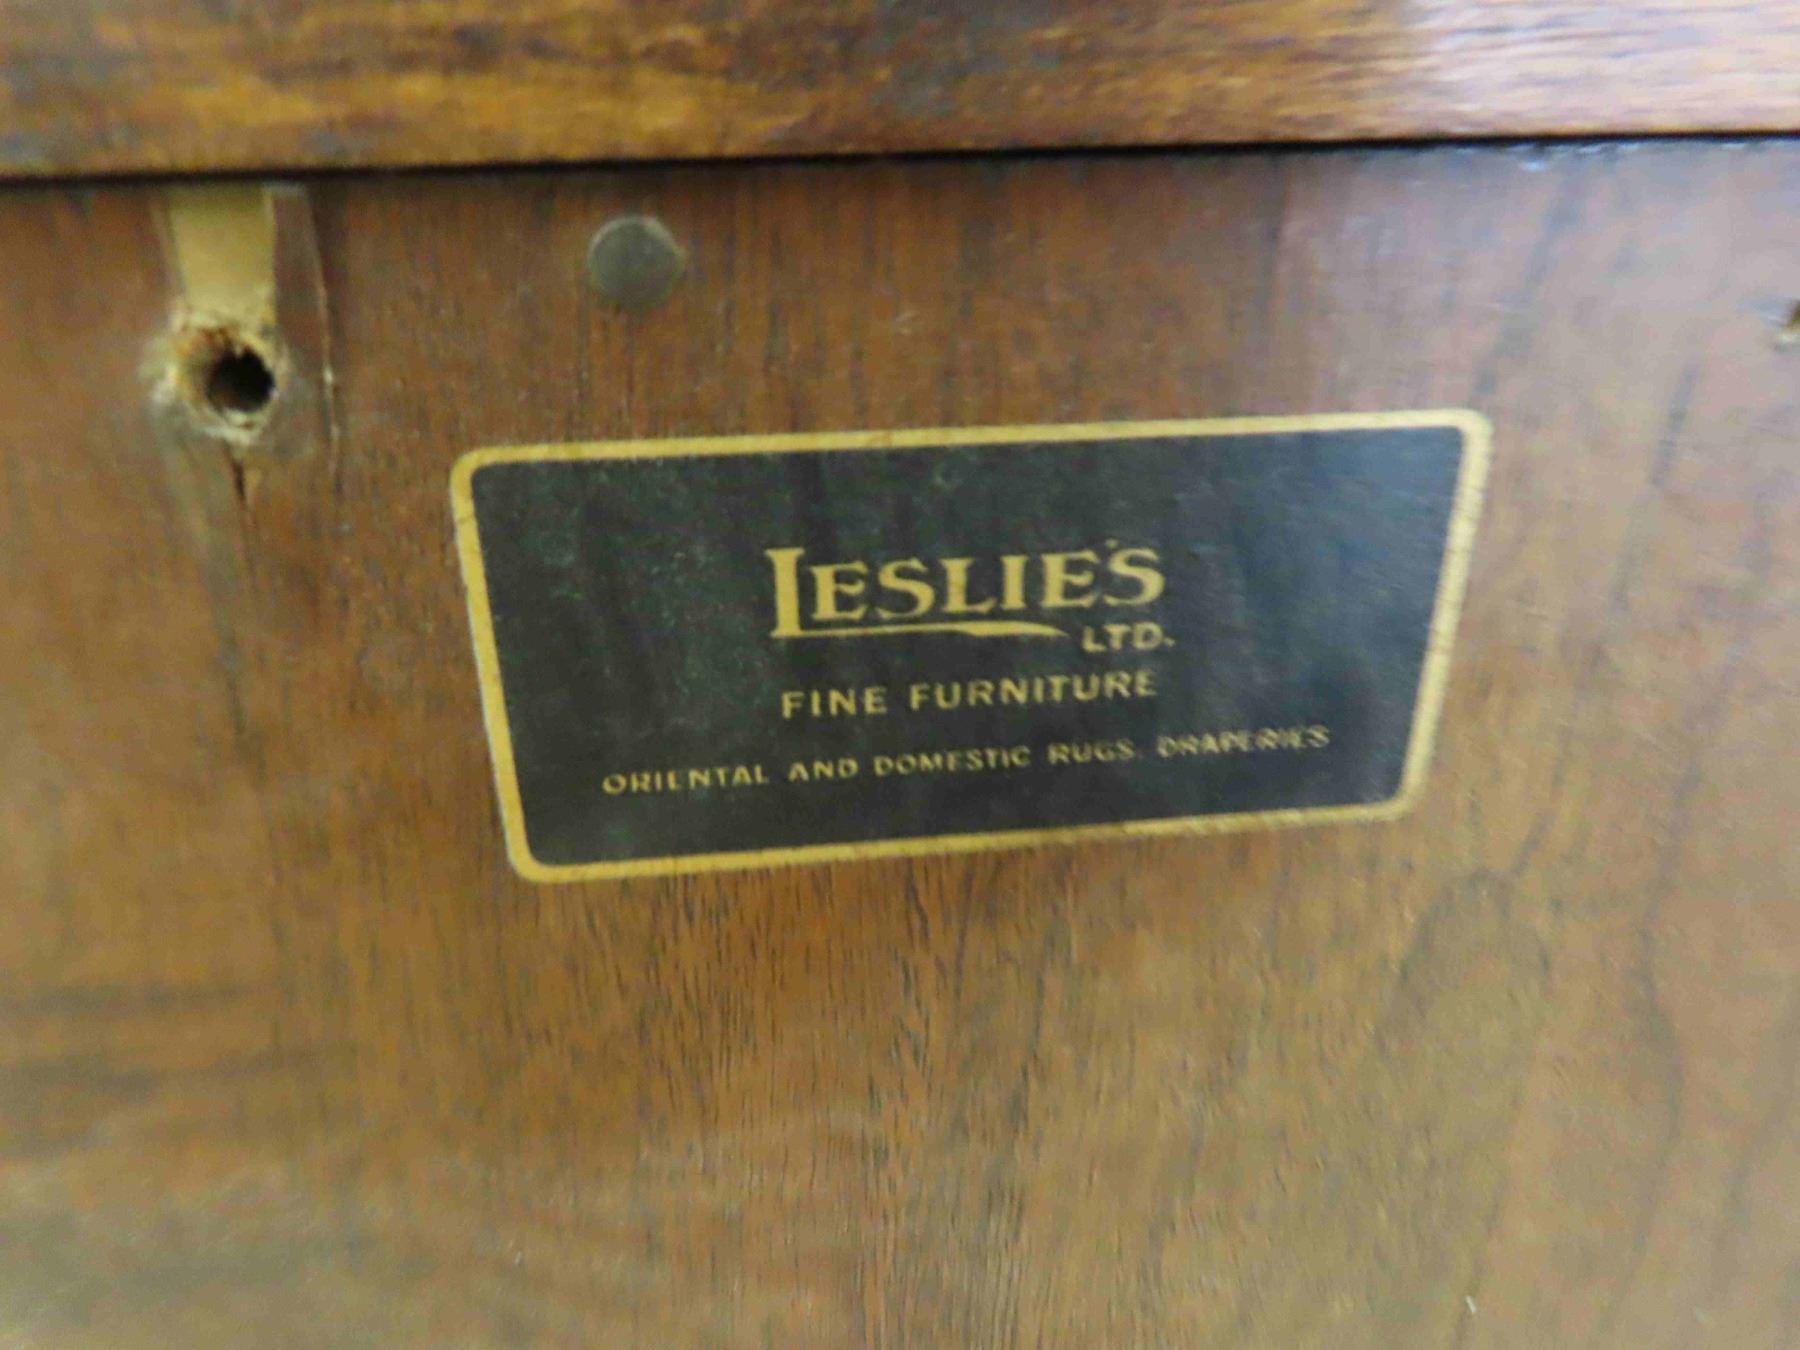 LESLIE'S
LTD.
FINE FURNITURE
ORIENTAL AND DOMESTIC RUGS, DRAPERIES